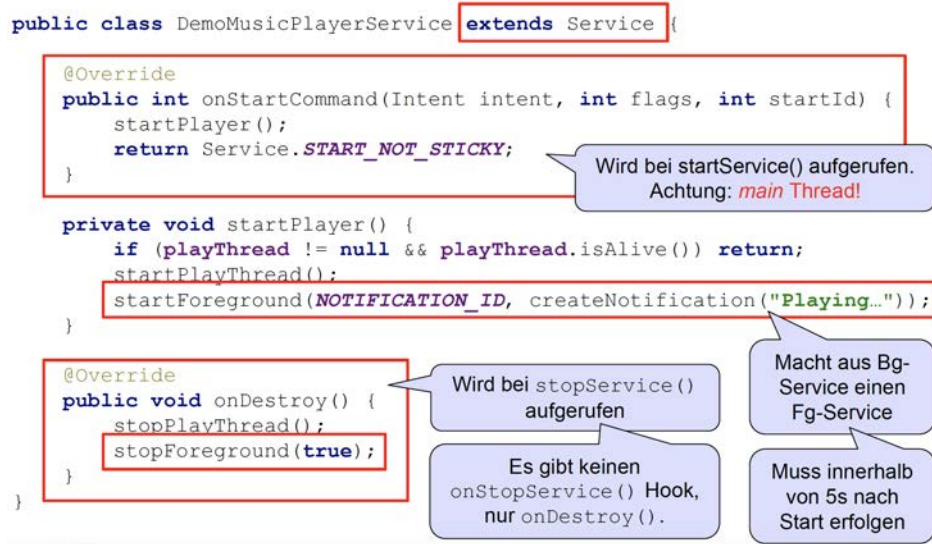 public class DemoMusicPlayerService extends Service {
@Override
public int onStartCommand(Intent intent, int flags, int startId) {
startPlayer();
return Service.START_NOT_STICKY;
}
Wird bei startService() aufgerufen.
Achtung: main Thread!
private void startPlayer() {
if (playThread != null && playThread.isAlive()) return;
startPlayThread();
startForeground(NOTIFICATION_ID, createNotification("Playing…"));
}
Macht aus Bg-
Service einen
Fg-Service
Muss innerhalb
von 5s nach
Start erfolgen
@Override
public void onDestroy() {
stopPlayThread();
stopForeground(true);
}
}
Wird bei stopService()
aufgerufen
Es gibt keinen
onStopService() Hook,
nur onDestroy().